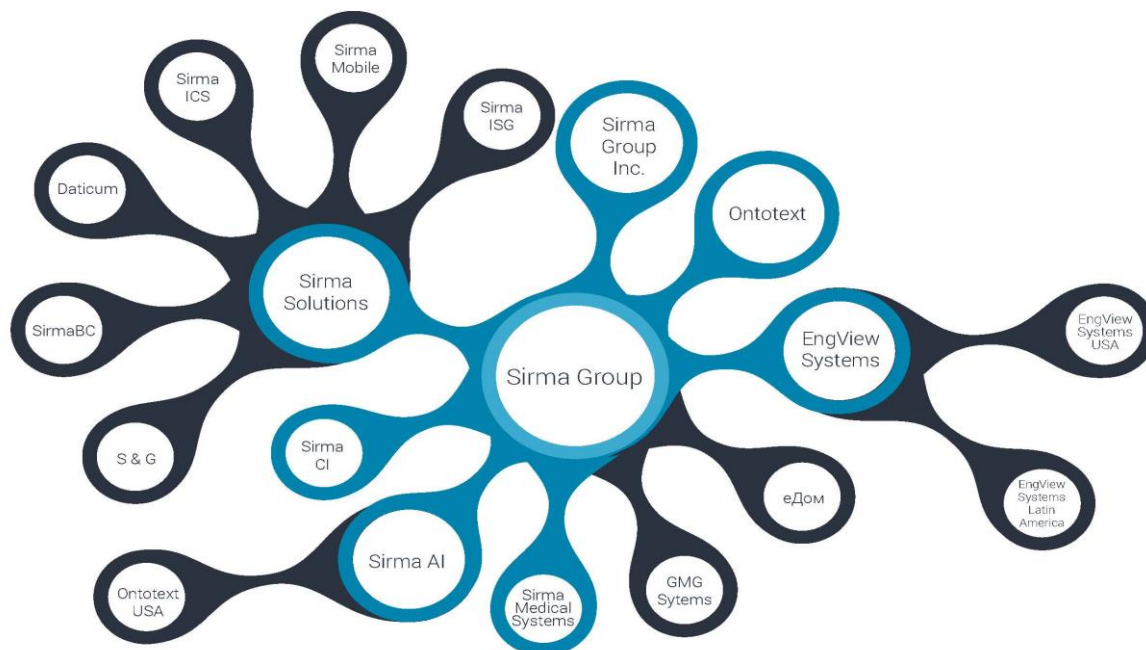 Sirma
Mobile
Sirma
ICS
Sirma
ISG
Sirma
Group
Inc.
Daticum
Ontotext
Sirma
Solutions
SirmaBC
EngView
Systems
EngView
Systems
USA
Sirma Group
S & G
Sirma
CI
еДом
EngView
Systems
Latin
America
Sirma AI
Ontotext
USA
Sirma
Medical
Systems
GMG
Sytems